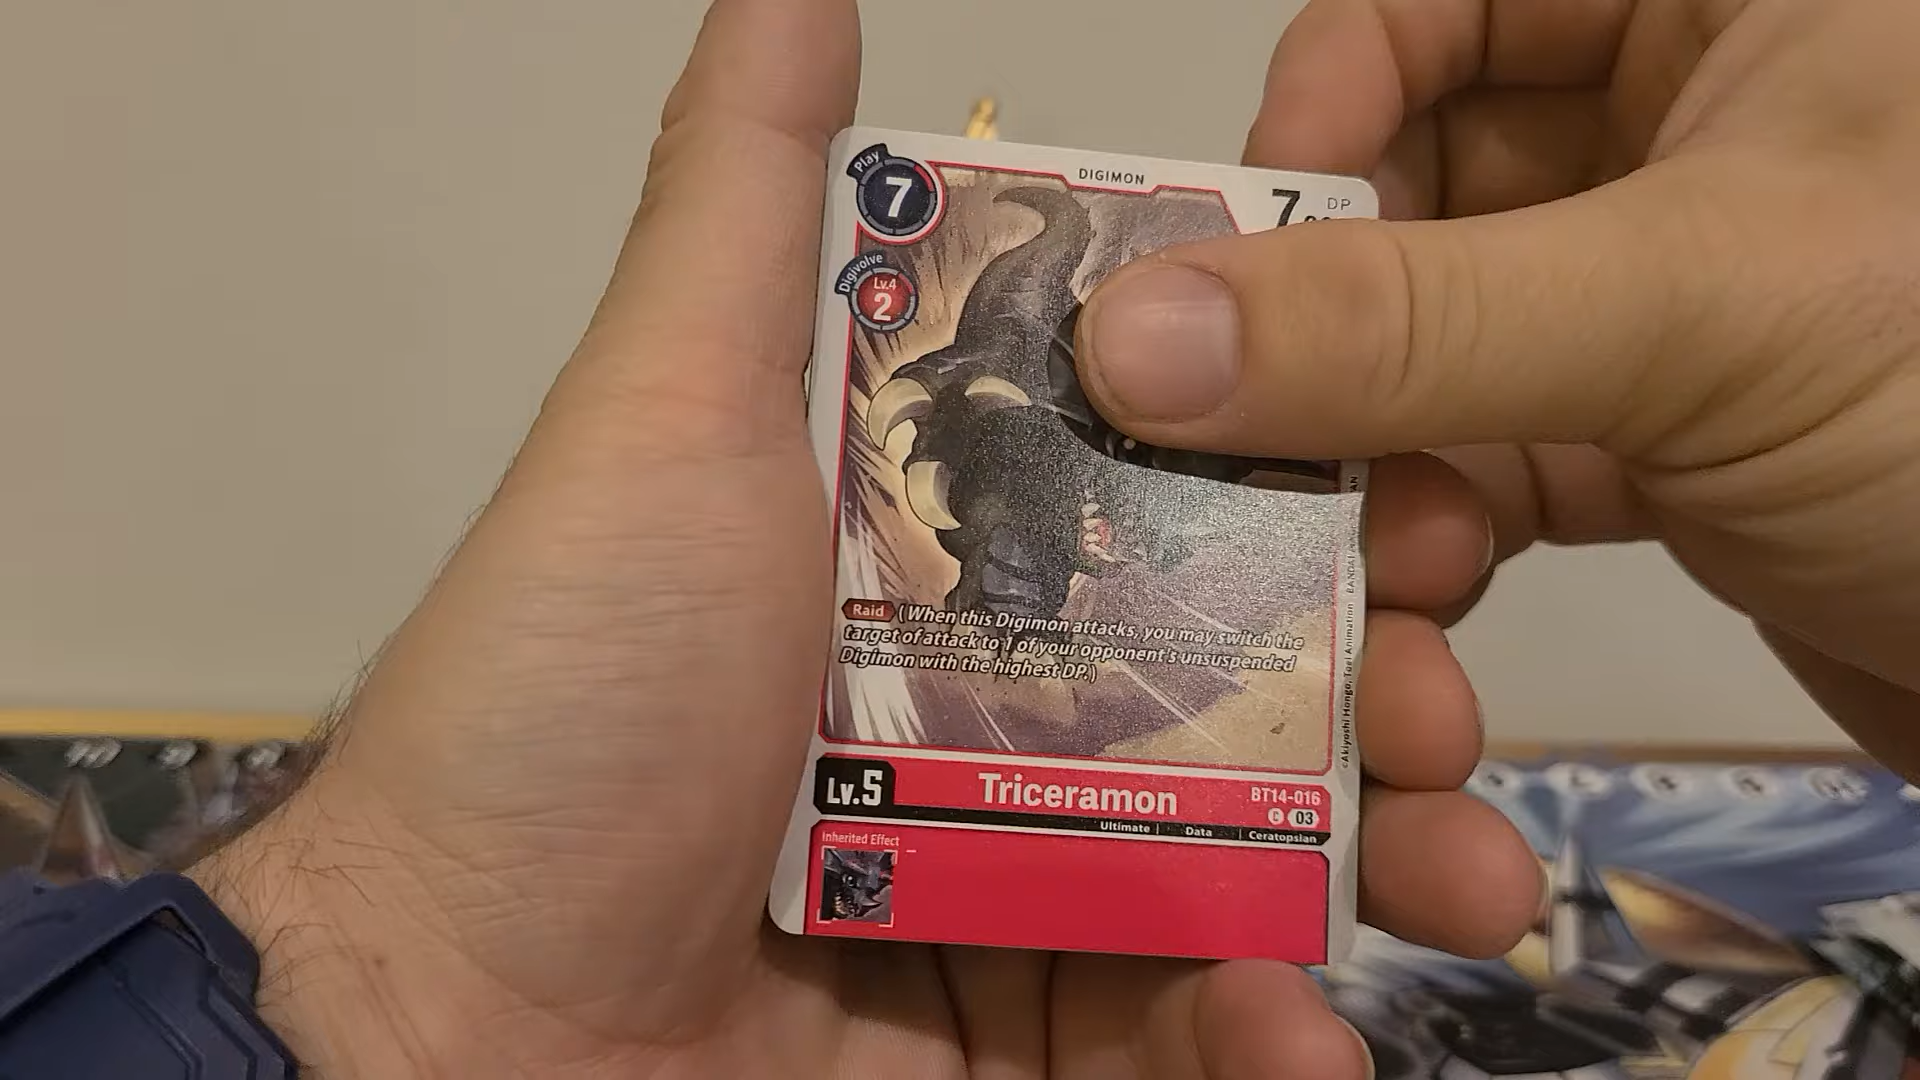 Play
7
DIGIMON
7
DP
Digivolve
Lv.4
2
Raid (When this Digimon attacks, you may switch the
target of attack to 1 of your opponent's unsuspended
Digimon with the highest DP.)
©Akiyoshi Hongo, Toei Animation
BANDAI
Lv.5
Triceramon
BT14-016
C 03
Ultimate | Data | Ceratopsian
Inherited Effect